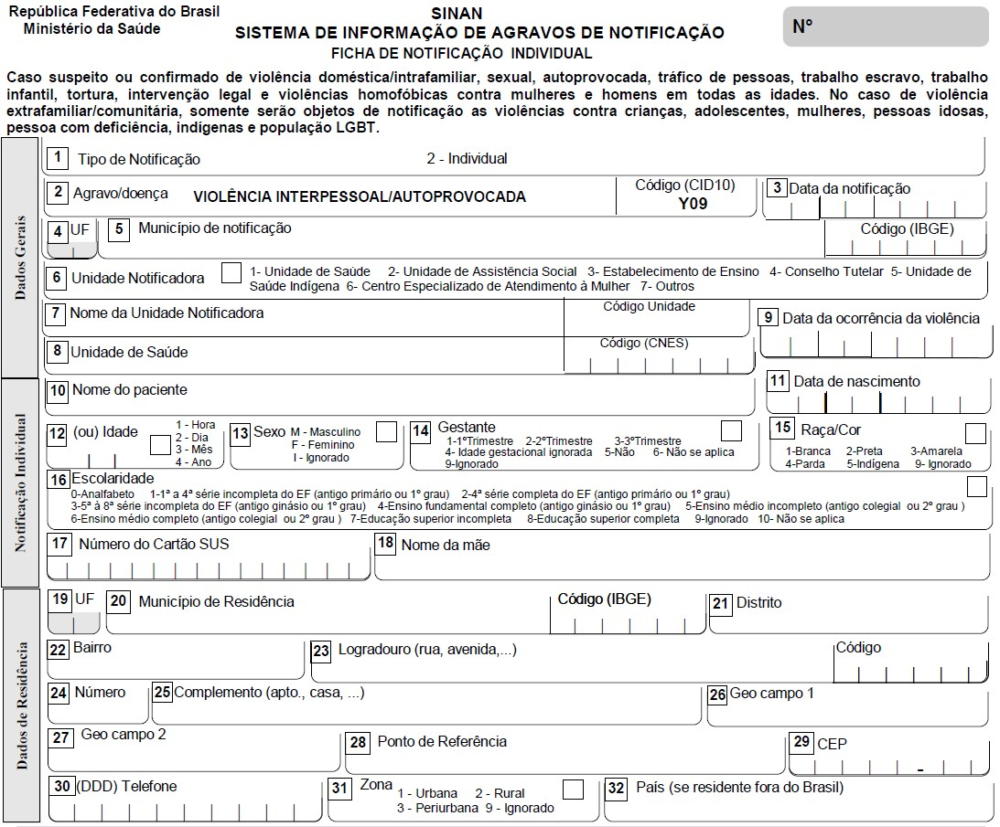 República Federativa do Brasil
Ministério da Saúde
SINAN
SISTEMA DE INFORMAÇÃO DE AGRAVOS DE NOTIFICAÇÃO
FICHA DE NOTIFICAÇÃO INDIVIDUAL
Nº
Caso suspeito ou confirmado de violência doméstica/intrafamiliar, sexual, autoprovocada, tráfico de pessoas, trabalho escravo, trabalho
infantil, tortura, intervenção legal e violências homofóbicas contra mulheres e homens em todas as idades. No caso de violência
extrafamiliar/comunitária, somente serão objetos de notificação as violências contra crianças, adolescentes, mulheres, pessoas idosas,
pessoa com deficiência, indígenas e população LGBT.
Dados Gerais
1 Tipo de Notificação 2 - Individual
2 Agravo/doença VIOLÊNCIA INTERPESSOAL/AUTOPROVOCADA
Código (CID10)
Y09
3 Data da notificação
4 UF
5 Município de notificação
Código (IBGE)
6 Unidade Notificadora
1- Unidade de Saúde 2- Unidade de Assistência Social 3- Estabelecimento de Ensino 4- Conselho Tutelar 5- Unidade de
Saúde Indígena 6- Centro Especializado de Atendimento à Mulher 7- Outros
7 Nome da Unidade Notificadora
Código Unidade
9 Data da ocorrência da violência
8 Unidade de Saúde
Código (CNES)
Notificação Individual
10 Nome do paciente
11 Data de nascimento
12 (ou) Idade
1 - Hora
2 - Dia
3 - Mês
4 - Ano
13 Sexo M - Masculino
F - Feminino
I - Ignorado
14 Gestante
1-1ºTrimestre 2-2ºTrimestre 3-3ºTrimestre
4- Idade gestacional ignorada 5-Não 6- Não se aplica
9-Ignorado
15 Raça/Cor
1-Branca 2-Preta 3-Amarela
4-Parda 5-Indígena 9- Ignorado
16 Escolaridade
0-Analfabeto 1-1ª a 4ª série incompleta do EF (antigo primário ou 1º grau) 2-4ª série completa do EF (antigo primário ou 1º grau)
3-5ª à 8ª série incompleta do EF (antigo ginásio ou 1º grau) 4-Ensino fundamental completo (antigo ginásio ou 1º grau) 5-Ensino médio incompleto (antigo colegial ou 2º grau )
6-Ensino médio completo (antigo colegial ou 2º grau ) 7-Educação superior incompleta 8-Educação superior completa 9-Ignorado 10- Não se aplica
17 Número do Cartão SUS
18 Nome da mãe
Dados de Residência
19 UF
20 Município de Residência
Código (IBGE)
21 Distrito
22 Bairro
23 Logradouro (rua, avenida,...)
Código
24 Número
25 Complemento (apto., casa, ...)
26 Geo campo 1
27 Geo campo 2
28 Ponto de Referência
29 CEP
-
30 (DDD) Telefone
31 Zona
1 - Urbana 2 - Rural
3 - Periurbana 9 - Ignorado
32 País (se residente fora do Brasil)